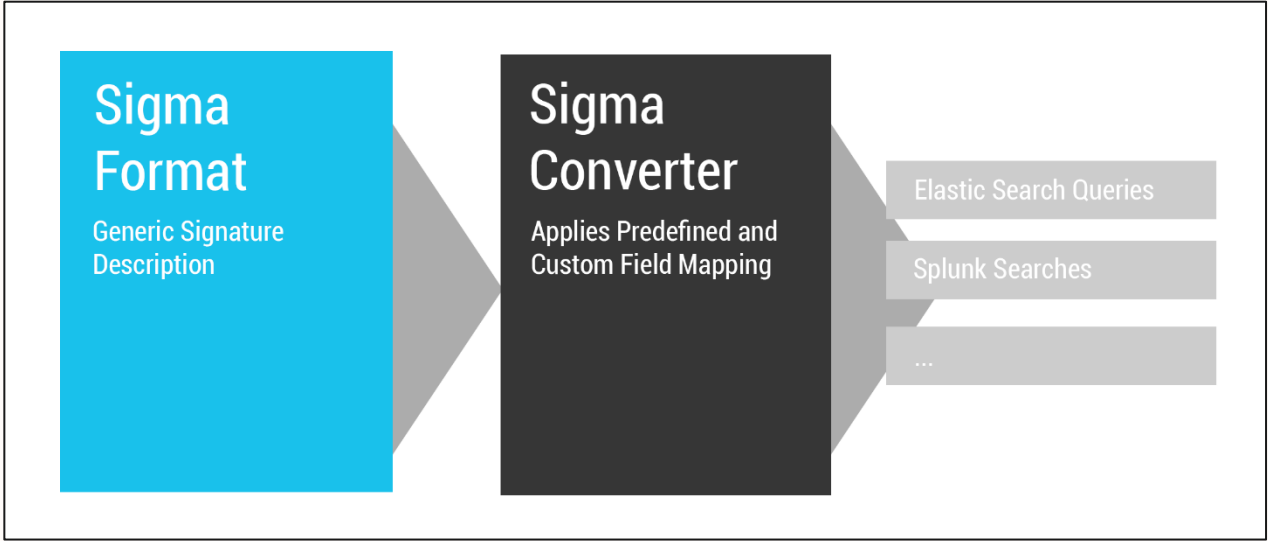 Sigma
Format
Generic Signature
Description
Sigma
Converter
Applies Predefined and
Custom Field Mapping
Elastic Search Queries
Splunk Searches
...